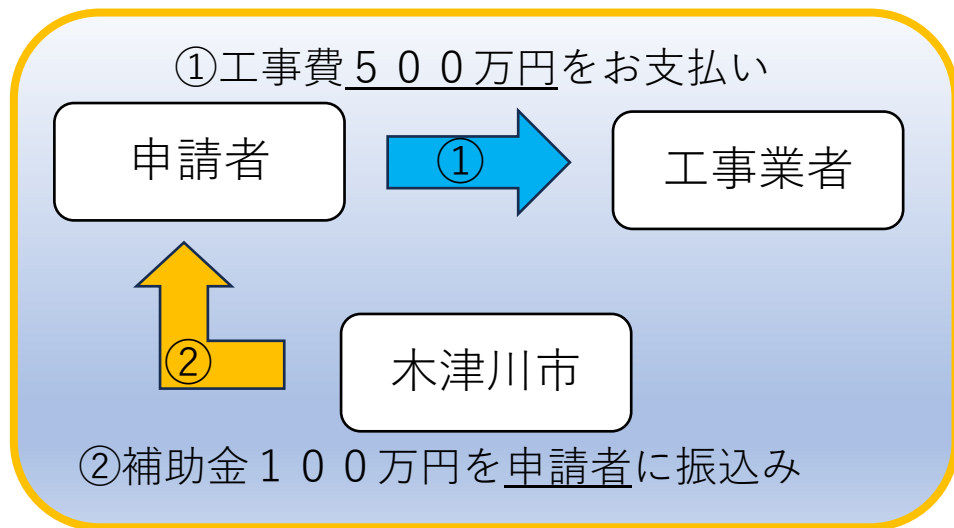 ①工事費５００万円をお支払い
申請者
①
工事業者
②
木津川市
②補助金１００万円を申請者に振込み